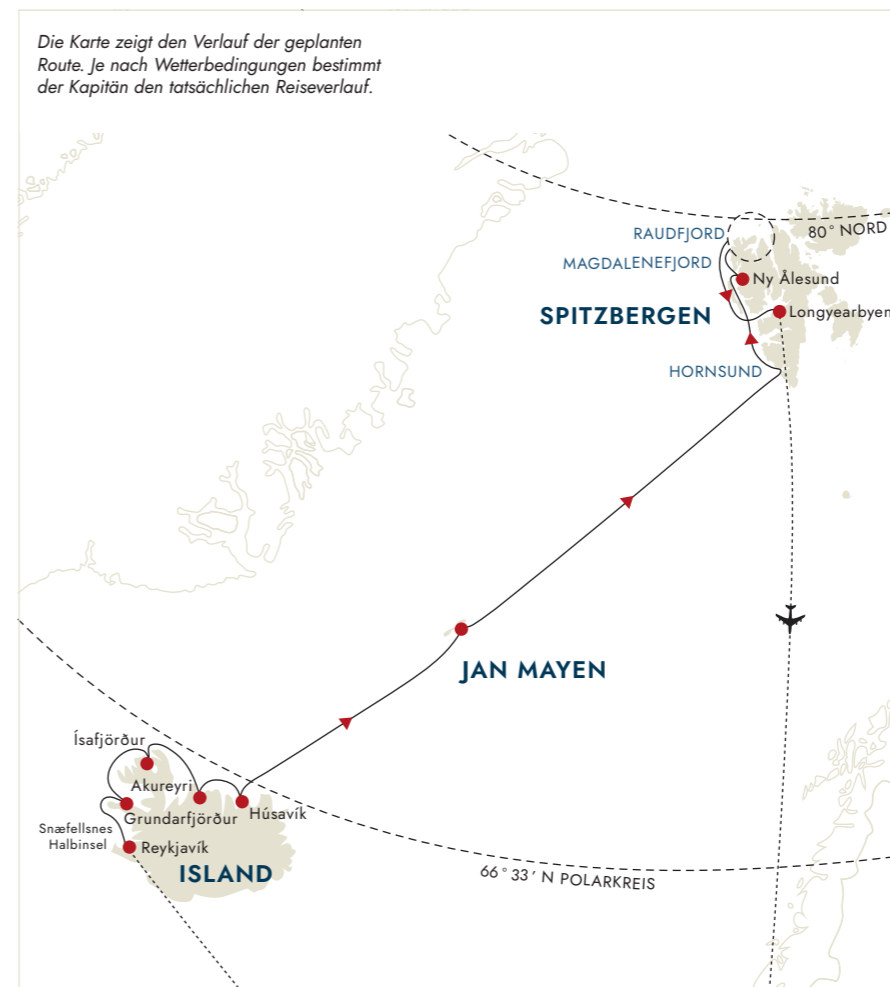 Die Karte zeigt den Verlauf der geplanten
Route. Je nach Wetterbedingungen bestimmt
der Kapitän den tatsächlichen Reiseverlauf.
RAUDFJORD
80° NORD
MAGDALENEFJORD
Ny Ålesund
SPITZBERGEN
Longyearbyen
HORNSUND
JAN MAYEN
Ísafjörður
Akureyri
Grundarfjörður
Húsavík
Snæfellsnes
Halbinsel
Reykjavík
ISLAND
66° 33' N POLARKREIS